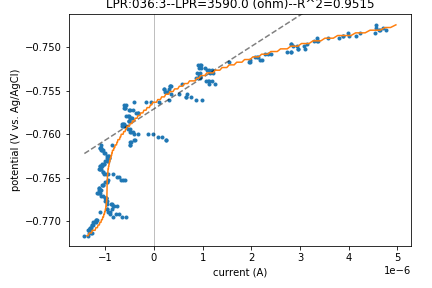 LPR:036:3--LPR=3590.0 (ohm)--R^2=0.9515
−0.750
−0.755
−0.760
−0.765
−0.770
potential (V vs. Ag/AgCl)
−1 0 1 2 3 4 5
1e−6
current (A)